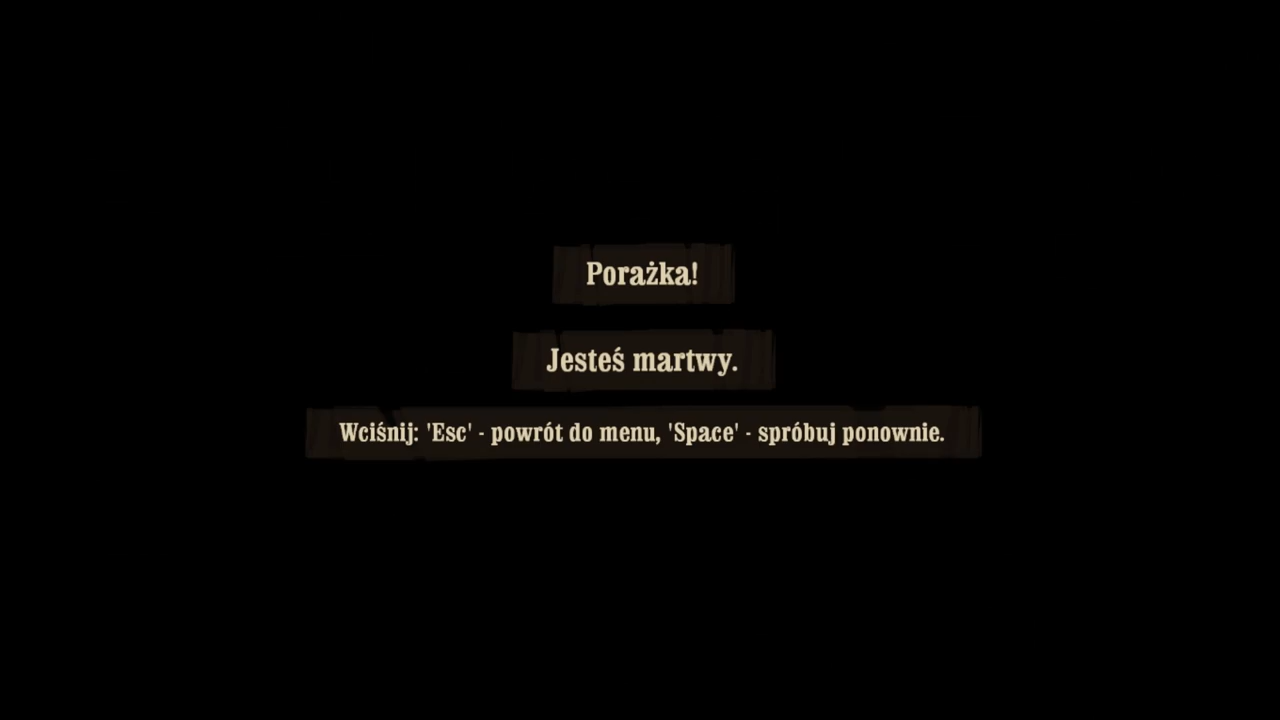 Porażka!
Jesteś martwy.
Wciśnij: 'Esc' - powrót do menu, 'Space' - spróbuj ponownie.